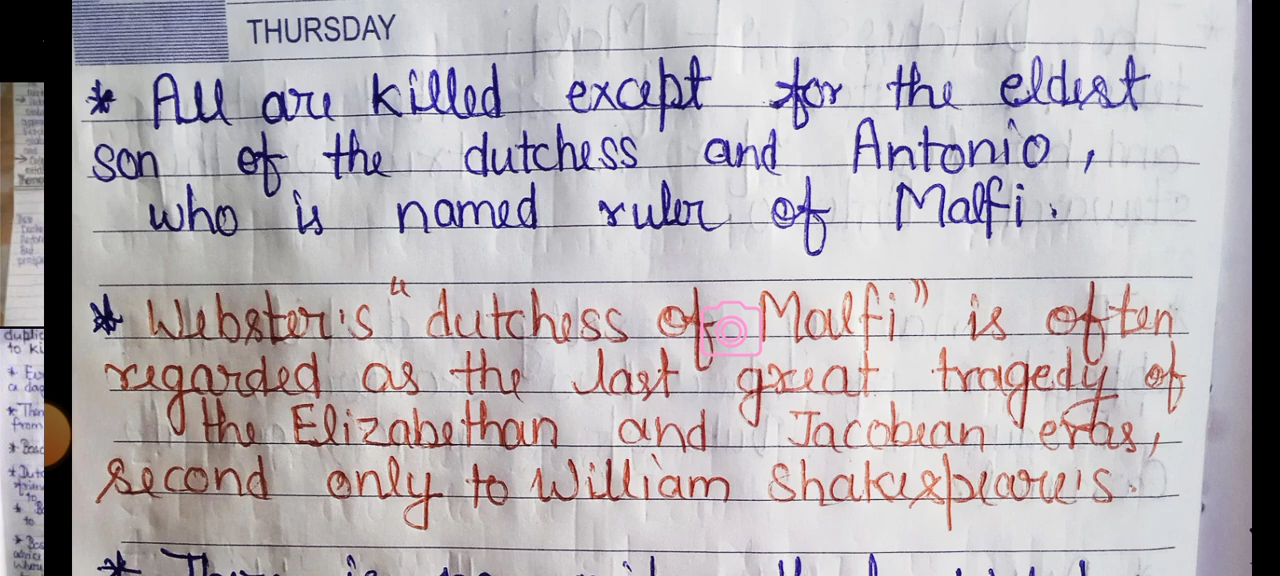 THURSDAY
* All are killed except for the eldest
son of the dutchess and Antonio,
who is named ruler of Malfi.
* Webster's "dutchess of Malfi" is often
regarded as the last great tragedy of
the Elizabethan and Jacobean eras,
second only to William Shakespeare's.